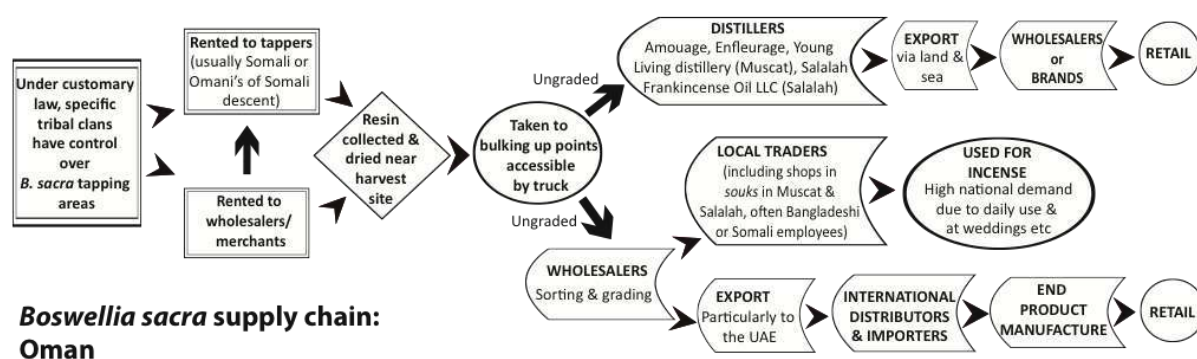 Under customary
law, specific
tribal clans
have control
over
B. sacra tapping
areas
Rented to tappers
(usually Somali or
Omani's of Somali
descent)
Rented to
wholesalers/
merchants
Resin
collected &
dried near
harvest
site
Taken to
bulking up points
accessible
by truck
Ungraded
Ungraded
DISTILLERS
Amouage, Enfleurage, Young
Living distillery (Muscat), Salalah
Frankincense Oil LLC (Salalah)
EXPORT
via land &
sea
WHOLESALERS
or
BRANDS
RETAIL
LOCAL TRADERS
(including shops in
souks in Muscat &
Salalah, often Bangladeshi
or Somali employees)
USED FOR
INCENSE
High national demand
due to daily use &
at weddings etc
WHOLESALERS
Sorting & grading
EXPORT
Particularly to
the UAE
INTERNATIONAL
DISTRIBUTORS
& IMPORTERS
END
PRODUCT
MANUFACTURE
RETAIL
Boswellia sacra supply chain:
Oman